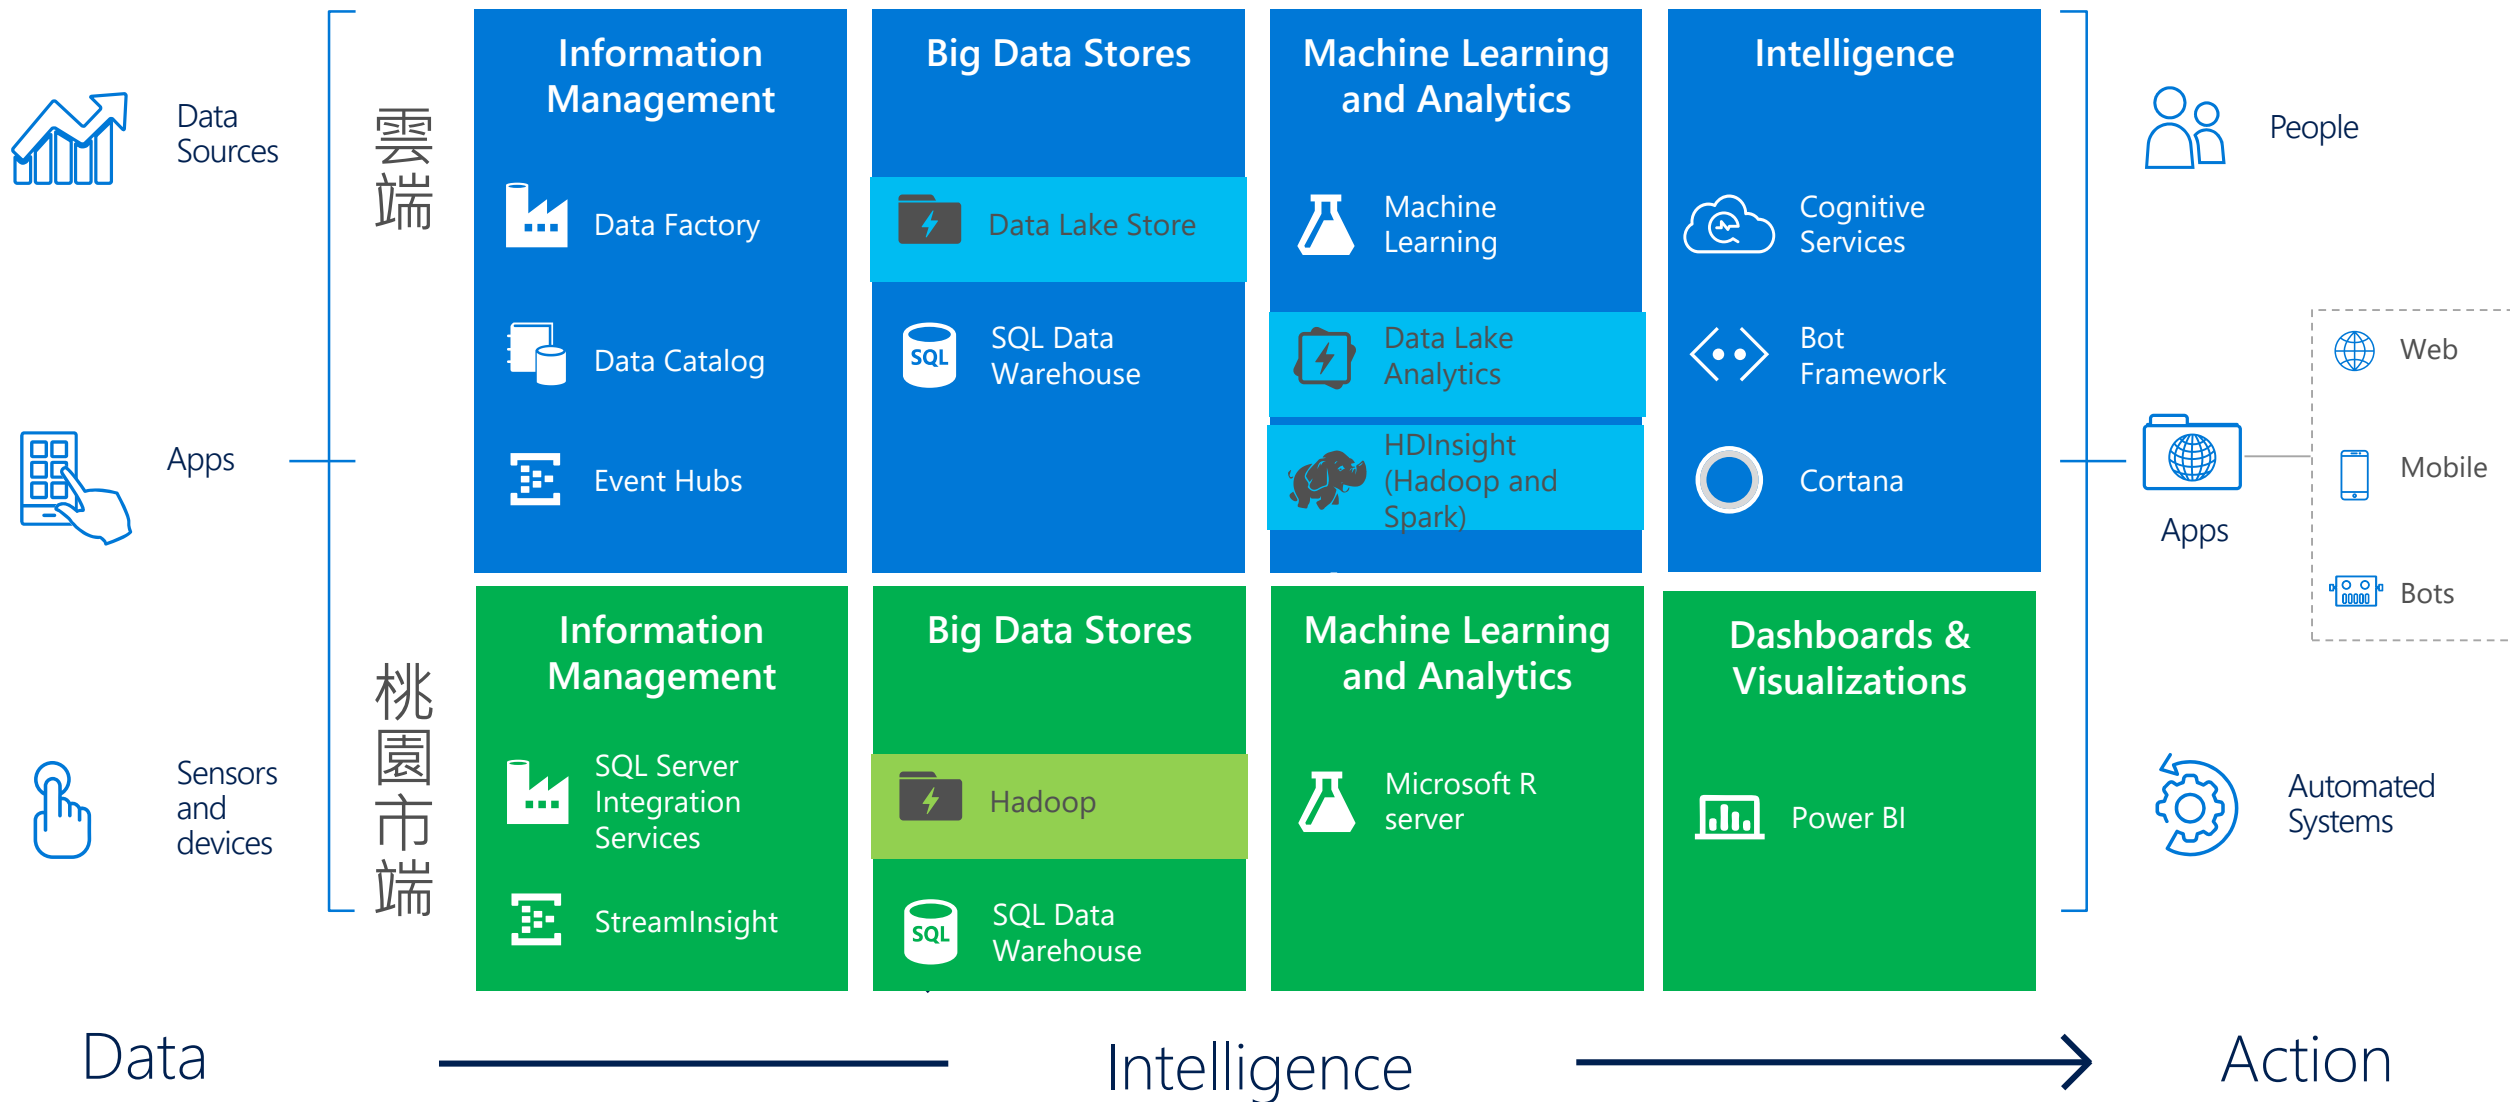 Data
Sources
Apps
Sensors
and
devices
雲
端
桃
園
市
端
Information
Management
Data Factory
Data Catalog
Event Hubs
Big Data Stores
Data Lake Store
SQL
SQL Data
Warehouse
Machine Learning
and Analytics
Machine
Learning
Data Lake
Analytics
HDInsight
(Hadoop and
Spark)
Intelligence
Cognitive
Services
Bot
Framework
Cortana
Information
Management
SQL Server
Integration
Services
StreamInsight
Big Data Stores
Hadoop
SQL
SQL Data
Warehouse
Machine Learning
and Analytics
Microsoft R
server
Dashboards &
Visualizations
Power BI
People
Apps
Web
Mobile
Bots
Automated
Systems
Data
Intelligence
Action